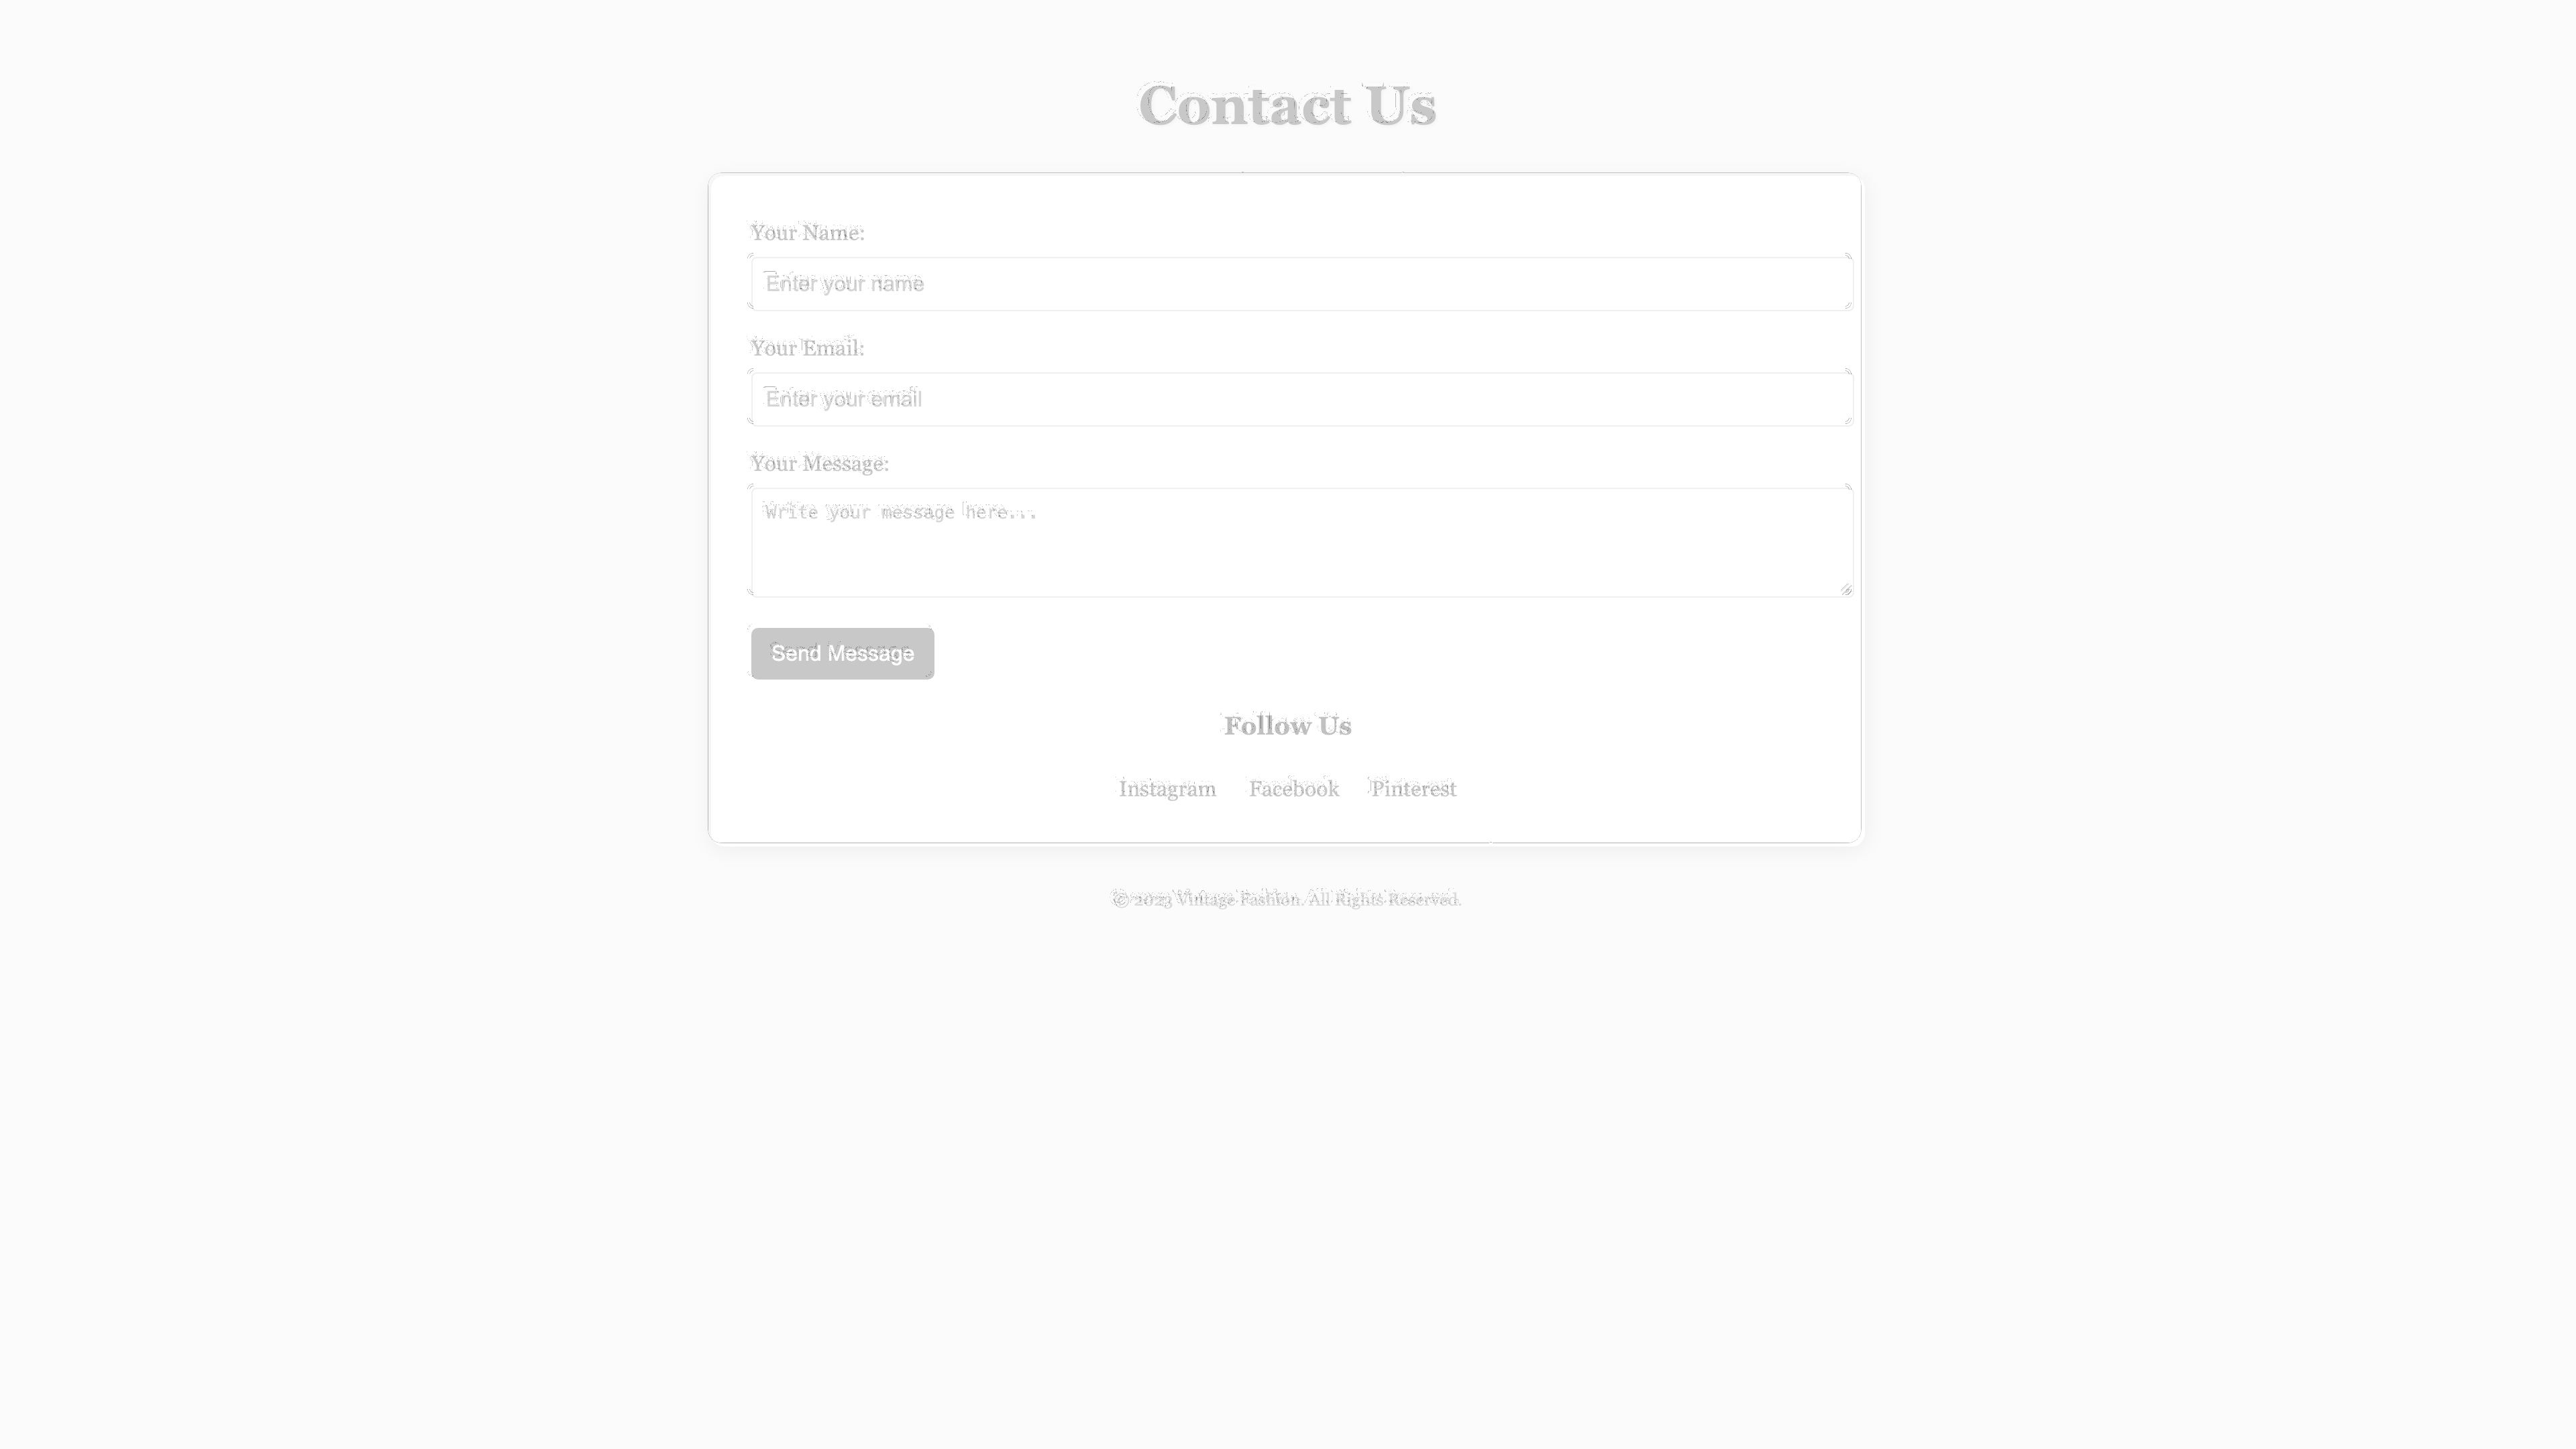 Contact Us
Your Name:
Enter your name
Your Email:
Enter your email
Your Message:
Write your message here...
Send Message
Follow Us
Instagram Facebook Pinterest
© 2023 Vintage Fashion. All Rights Reserved.